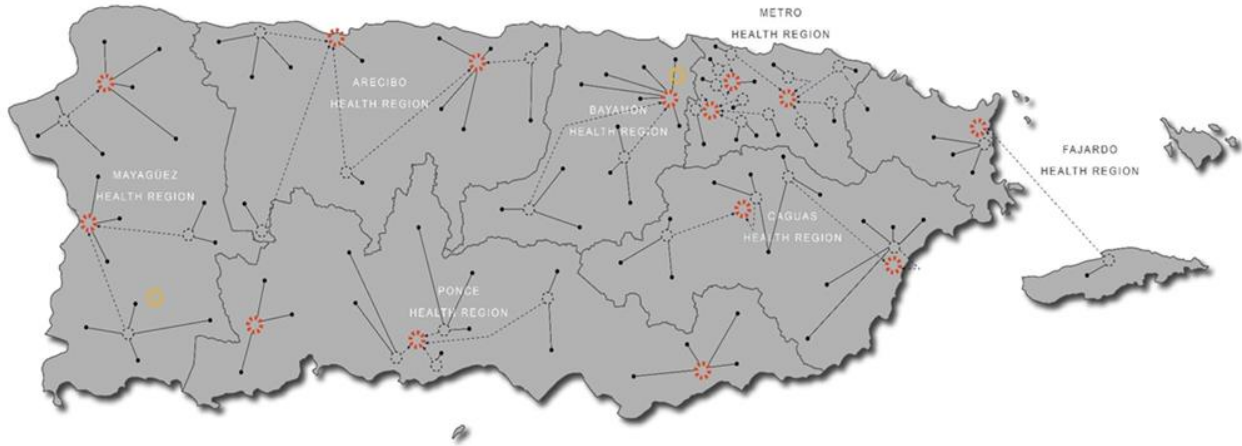 METRO
HEALTH REGION
ARECIBO
HEALTH REGION
BAYAMÓN
HEALTH REGION
FAJARDO
HEALTH REGION
MAYAGÜEZ
HEALTH REGION
CAGUAS
HEALTH REGION
PONCE
HEALTH REGION